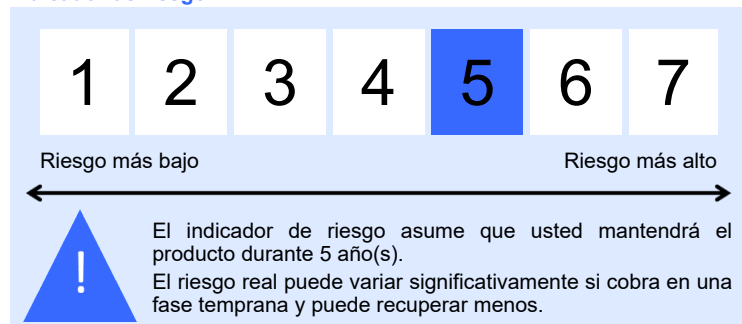 1 2 3 4 5 6 7
Riesgo más bajo Riesgo más alto
!
El indicador de riesgo asume que usted mantendrá el
producto durante 5 año(s).
El riesgo real puede variar significativamente si cobra en una
fase temprana y puede recuperar menos.